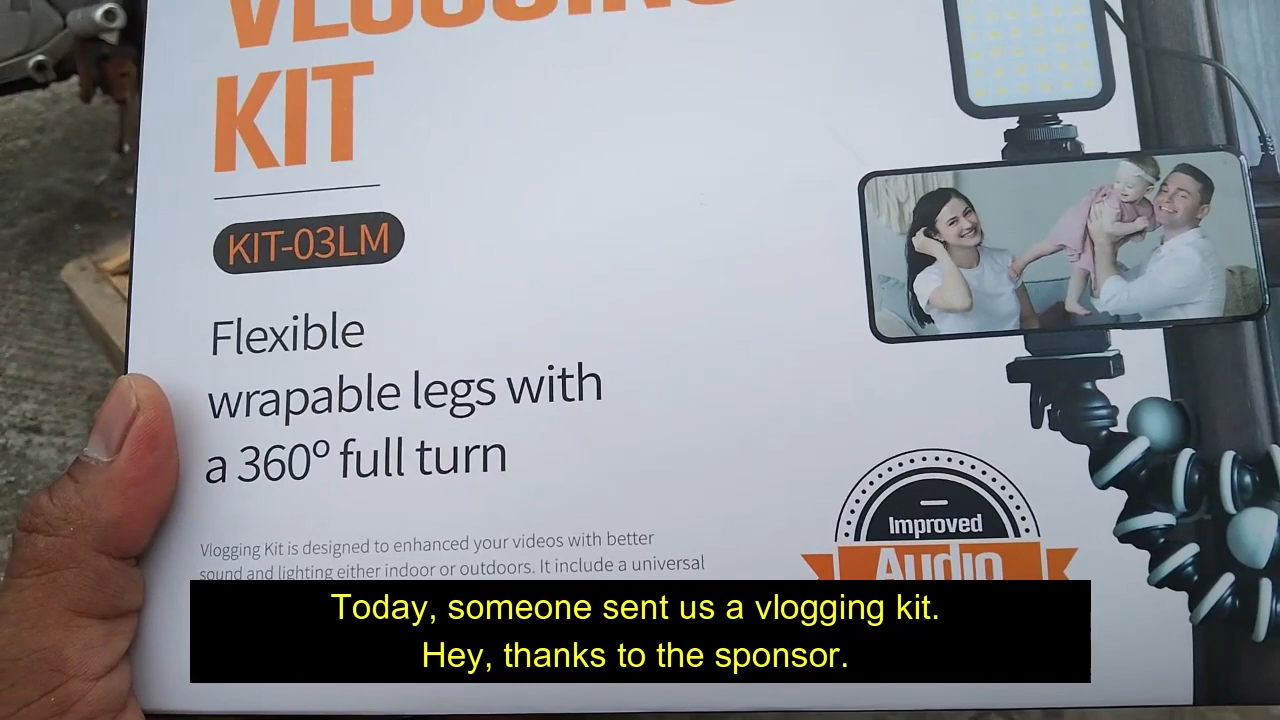 VLOGGING
KIT
KIT-03LM
Flexible
wrapable legs with
a 360º full turn
Vlogging Kit is designed to enhanced your videos with better
sound and lighting either indoor or outdoors. It include a universal
Improved
Audio
Today, someone sent us a vlogging kit.
Hey, thanks to the sponsor.